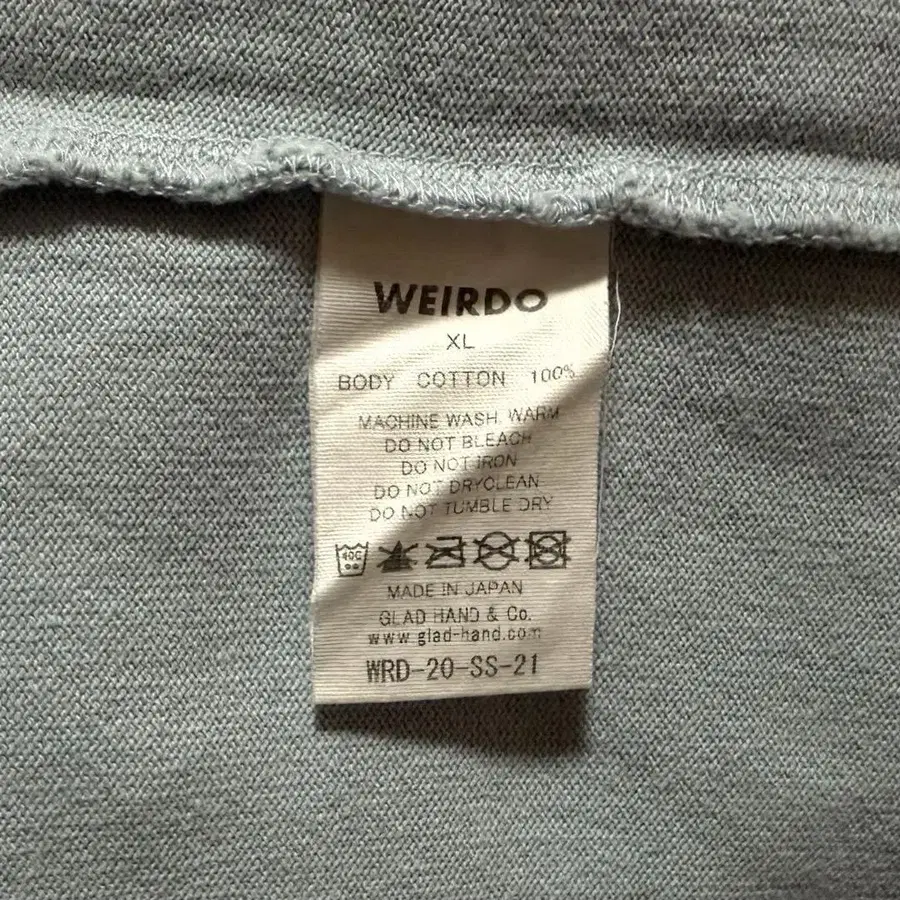 WEIRDO
XL
BODY COTTON 100%
MACHINE WASH WARM
DO NOT BLEACH
DO NOT IRON
DO NOT DRYCLEAN
DO NOT TUMBLE DRY
40C
MADE IN JAPAN
GLAD HAND & Co.
www glad-hand.com
WRD-20-SS-21